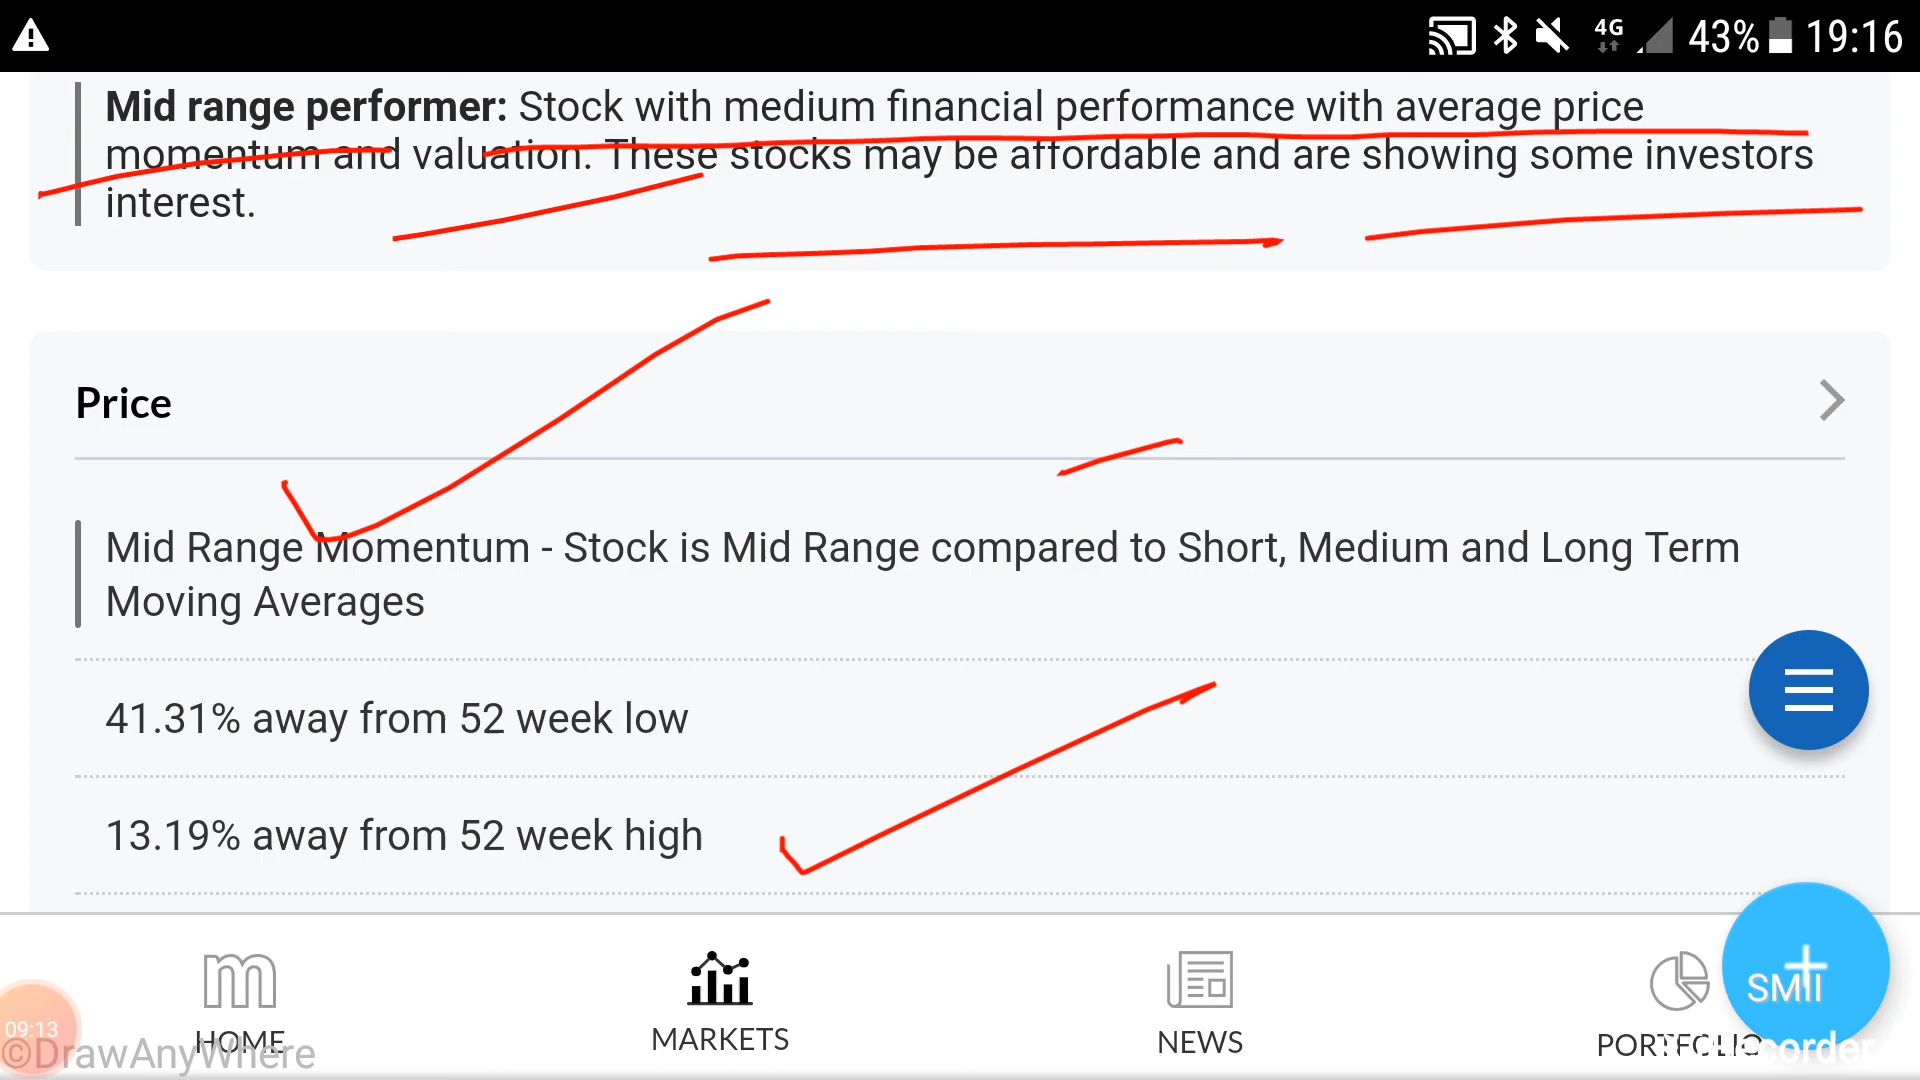 4G 43% 19:16
Mid range performer: Stock with medium financial performance with average price
momentum and valuation. These stocks may be affordable and are showing some investors
interest.
Price
Mid Range Momentum - Stock is Mid Range compared to Short, Medium and Long Term
Moving Averages
41.31% away from 52 week low
13.19% away from 52 week high
SMII
09:13
HOME MARKETS NEWS PORTFOLIO
©DrawAnyWhere